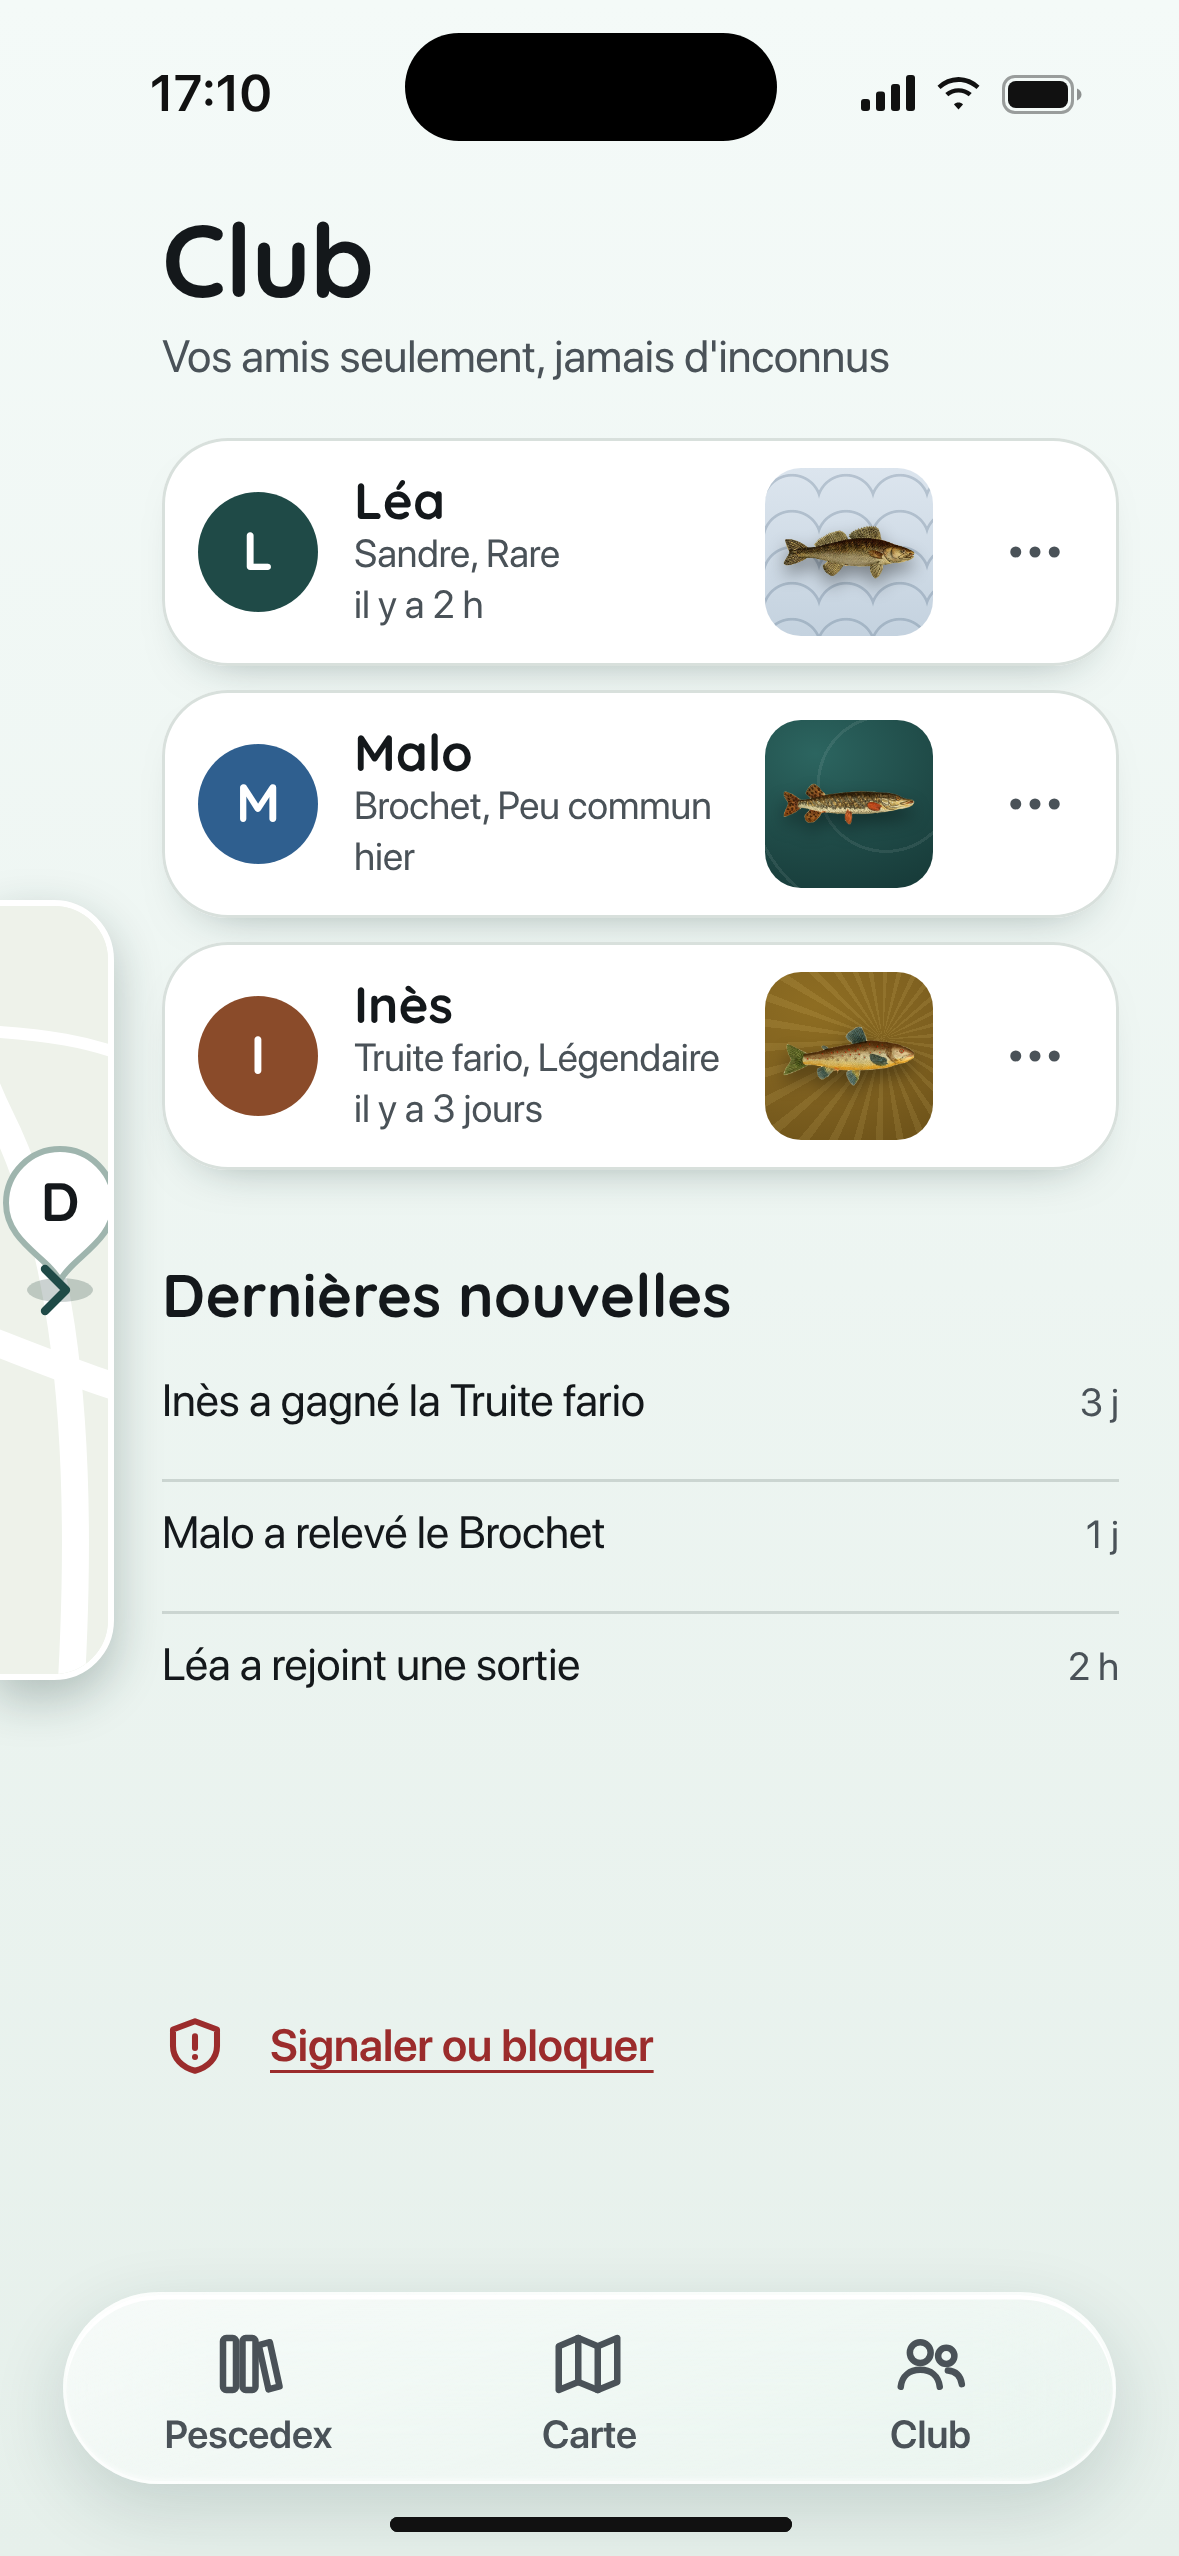 17:10
Club
Vos amis seulement, jamais d'inconnus
L
Léa
Sandre, Rare
il y a 2 h
M
Malo
Brochet, Peu commun
hier
I
Inès
Truite fario, Légendaire
il y a 3 jours
D
Dernières nouvelles
Inès a gagné la Truite fario 3 j
Malo a relevé le Brochet 1 j
Léa a rejoint une sortie 2 h
Signaler ou bloquer
Pescedex Carte Club